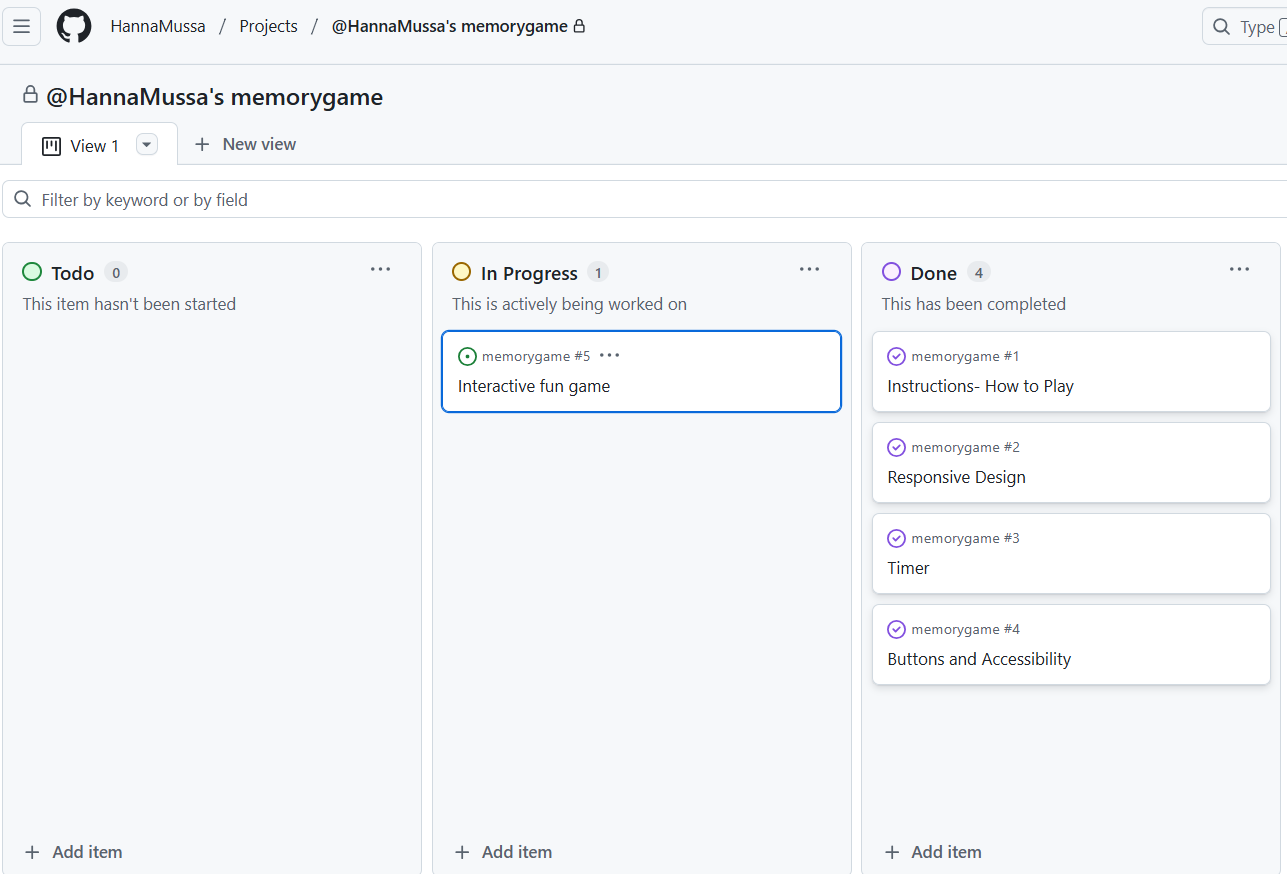 HannaMussa / Projects / @HannaMussa's memorygame
Type
@HannaMussa's memorygame
View 1
New view
Filter by keyword or by field
Todo 0
This item hasn't been started
Add item
In Progress 1
This is actively being worked on
memorygame #5
Interactive fun game
Add item
Done 4
This has been completed
memorygame #1
Instructions- How to Play
memorygame #2
Responsive Design
memorygame #3
Timer
memorygame #4
Buttons and Accessibility
Add item